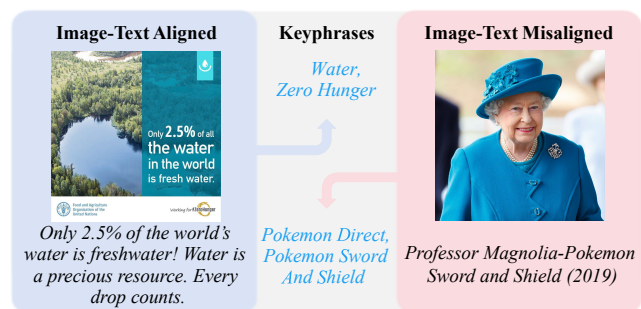 Image-Text Aligned
Only 2.5% of all
the water
in the world
is fresh water.
Food and Agriculture
Organization of the
United Nations
Working for #ZeroHunger
Only 2.5% of the world's
water is freshwater! Water is
a precious resource. Every
drop counts.
Keyphrases
Water,
Zero Hunger
Pokemon Direct,
Pokemon Sword
And Shield
Image-Text Misaligned
Professor Magnolia-Pokemon
Sword and Shield (2019)